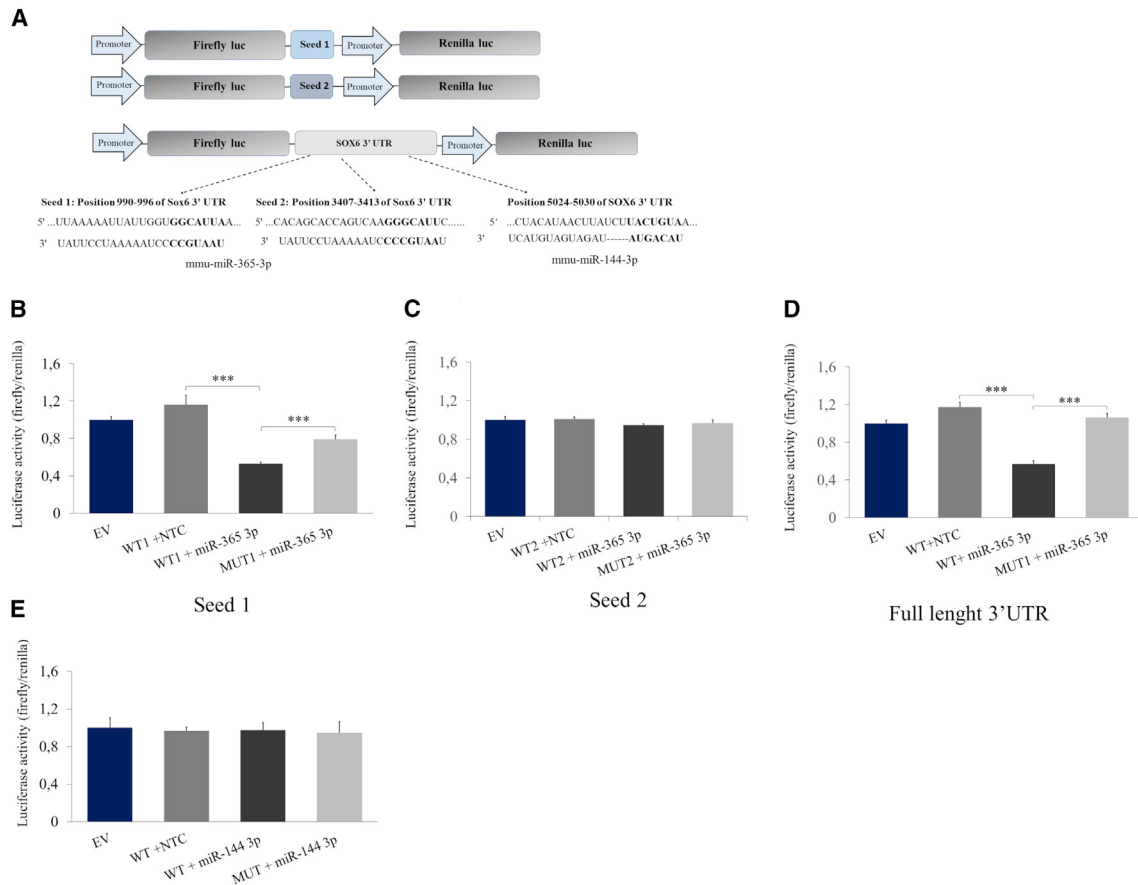 A
Promoter Firefly luc Seed 1 Promoter Renilla luc
Promoter Firefly luc Seed 2 Promoter Renilla luc
Promoter Firefly luc SOX6 3' UTR Promoter Renilla luc
Seed 1: Position 990-996 of Sox6 3' UTR
5' ...UUAAAAAUUAUUGGUGGCAUUAA...
3' UAUUCCUAAAAAUCCCCGUAAU
Seed 2: Position 3407-3413 of Sox6 3' UTR
5' ...CACAGCACCAGUCAAGGGCAUUC......
3' UAUUCCUAAAAAUCCCCGUAAU
mmu-miR-365-3p
Position 5024-5030 of SOX6 3' UTR
5' ...CUACAUAACUUAUCUUACUGUAA...
3' UCAUGUAGUAGAU------AUGACAU
mmu-miR-144-3p
B
Luciferase activity (firefly/renilla)
1,6
1,2
0,8
0,4
0
***
***
EV
WT1 +NTC
WT1 + miR-365 3p
MUT1 + miR-365 3p
Seed 1
C
Luciferase activity (firefly/renilla)
1,6
1,2
0,8
0,4
0
EV
WT2 +NTC
WT2 + miR-365 3p
MUT2 + miR-365 3p
Seed 2
D
Luciferase activity (firefly/renilla)
1,6
1,2
0,8
0,4
0
***
***
EV
WT+NTC
WT+ miR-365 3p
MUT1 + miR-365 3p
Full lenght 3'UTR
E
Luciferase activity (firefly/renilla)
1,6
1,2
0,8
0,4
0
EV
WT +NTC
WT + miR-144 3p
MUT + miR-144 3p